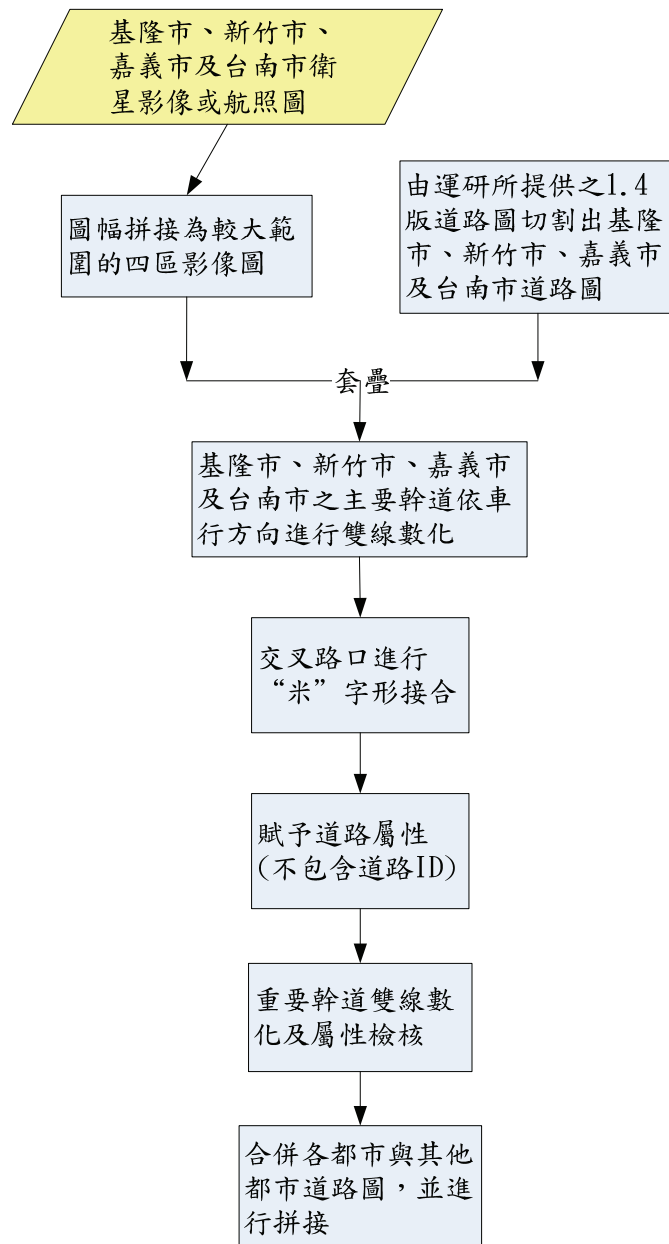 基隆市、新竹市、
嘉義市及台南市衛
星影像或航照圖
圖幅拼接為較大範
圍的四區影像圖
由運研所提供之1.4
版道路圖切割出基隆
市、新竹市、嘉義市
及台南市道路圖
套疊
基隆市、新竹市、嘉義市
及台南市之主要幹道依車
行方向進行雙線數化
交叉路口進行
“米”字形接合
賦予道路屬性
(不包含道路ID)
重要幹道雙線數
化及屬性檢核
合併各都市與其他
都市道路圖，並進
行拼接